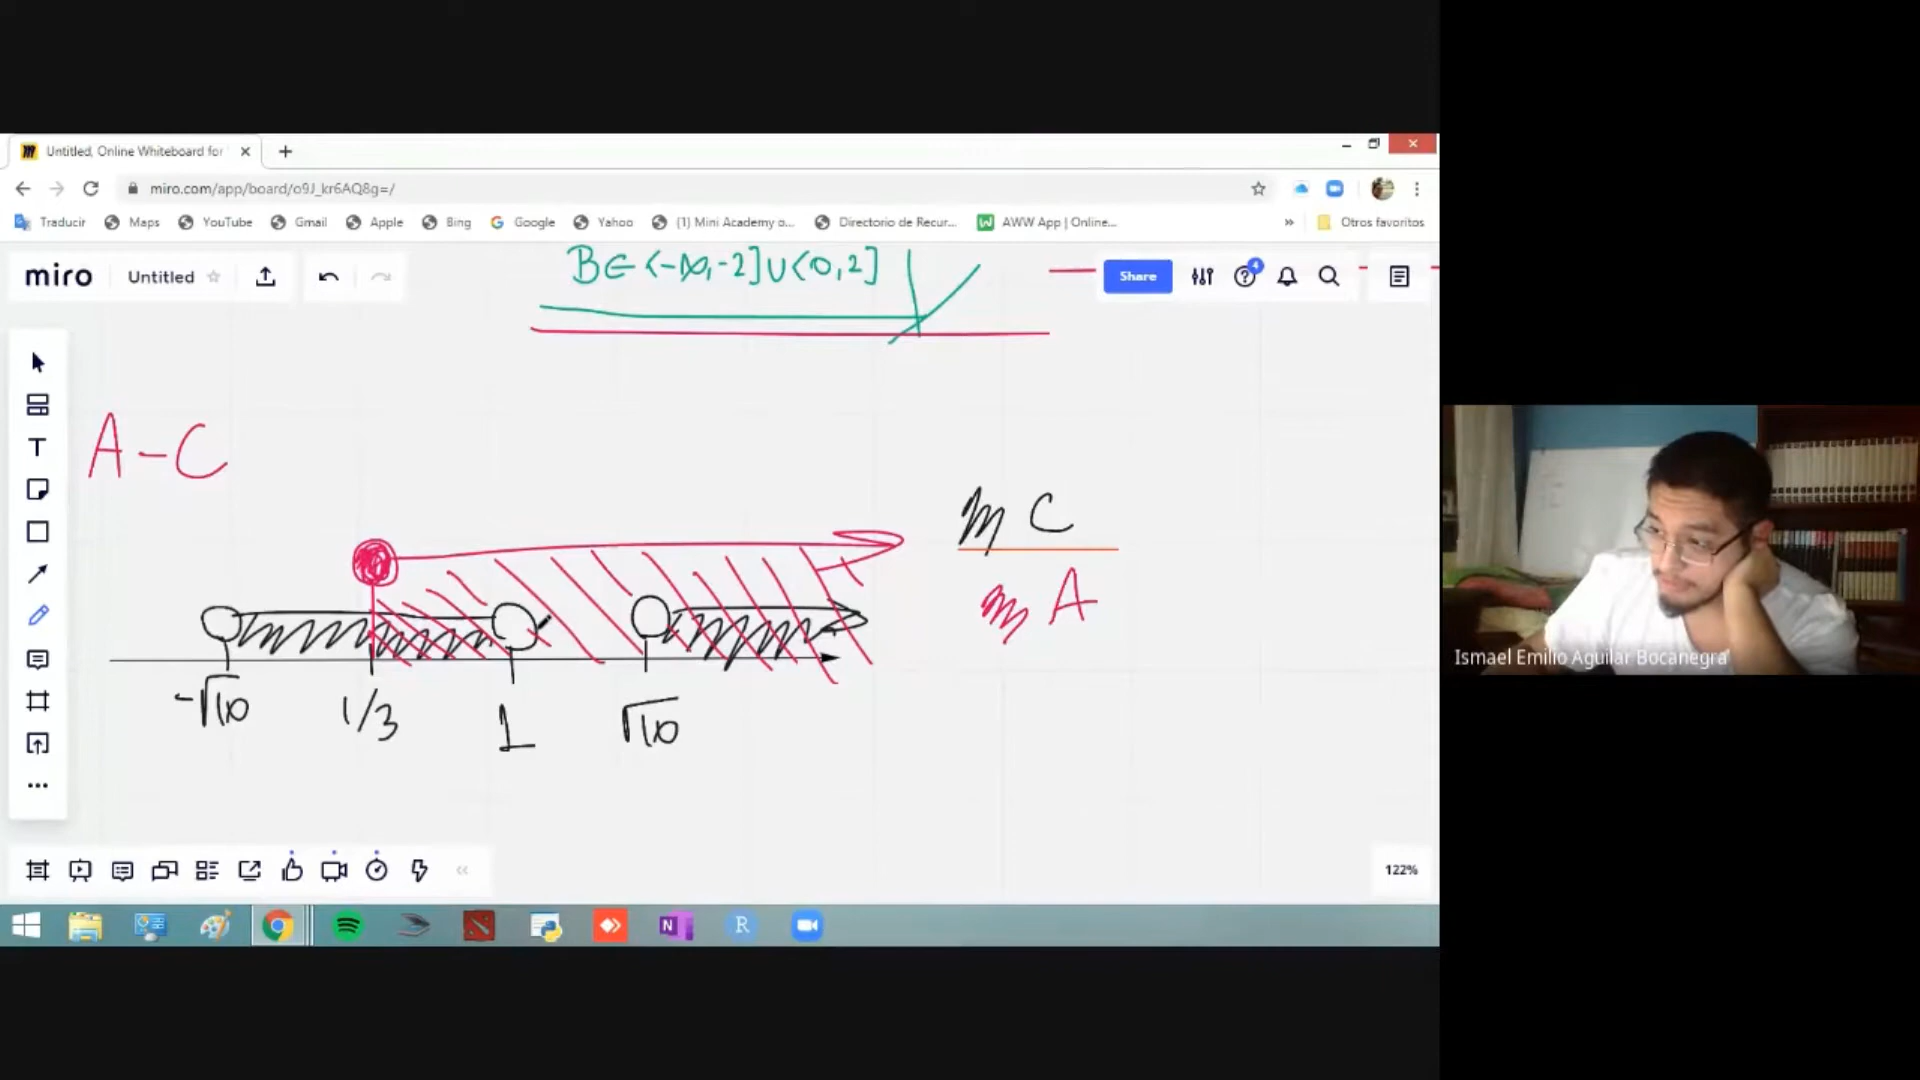 Untitled, Online Whiteboard for
miro.com/app/board/o9J_kr6AQ8g=/
Traducir Maps YouTube Gmail Apple Bing Google Yahoo (1) Mini Academy o... Directorio de Recur... AWW App | Online... » Otros favoritos
miro Untitled
B∈<-∞,-2]∪<0,2]
Share 4
A-C
C
A
-√10 1/3 1 √10
Ismael Emilio Aguilar Bocanegra
122%